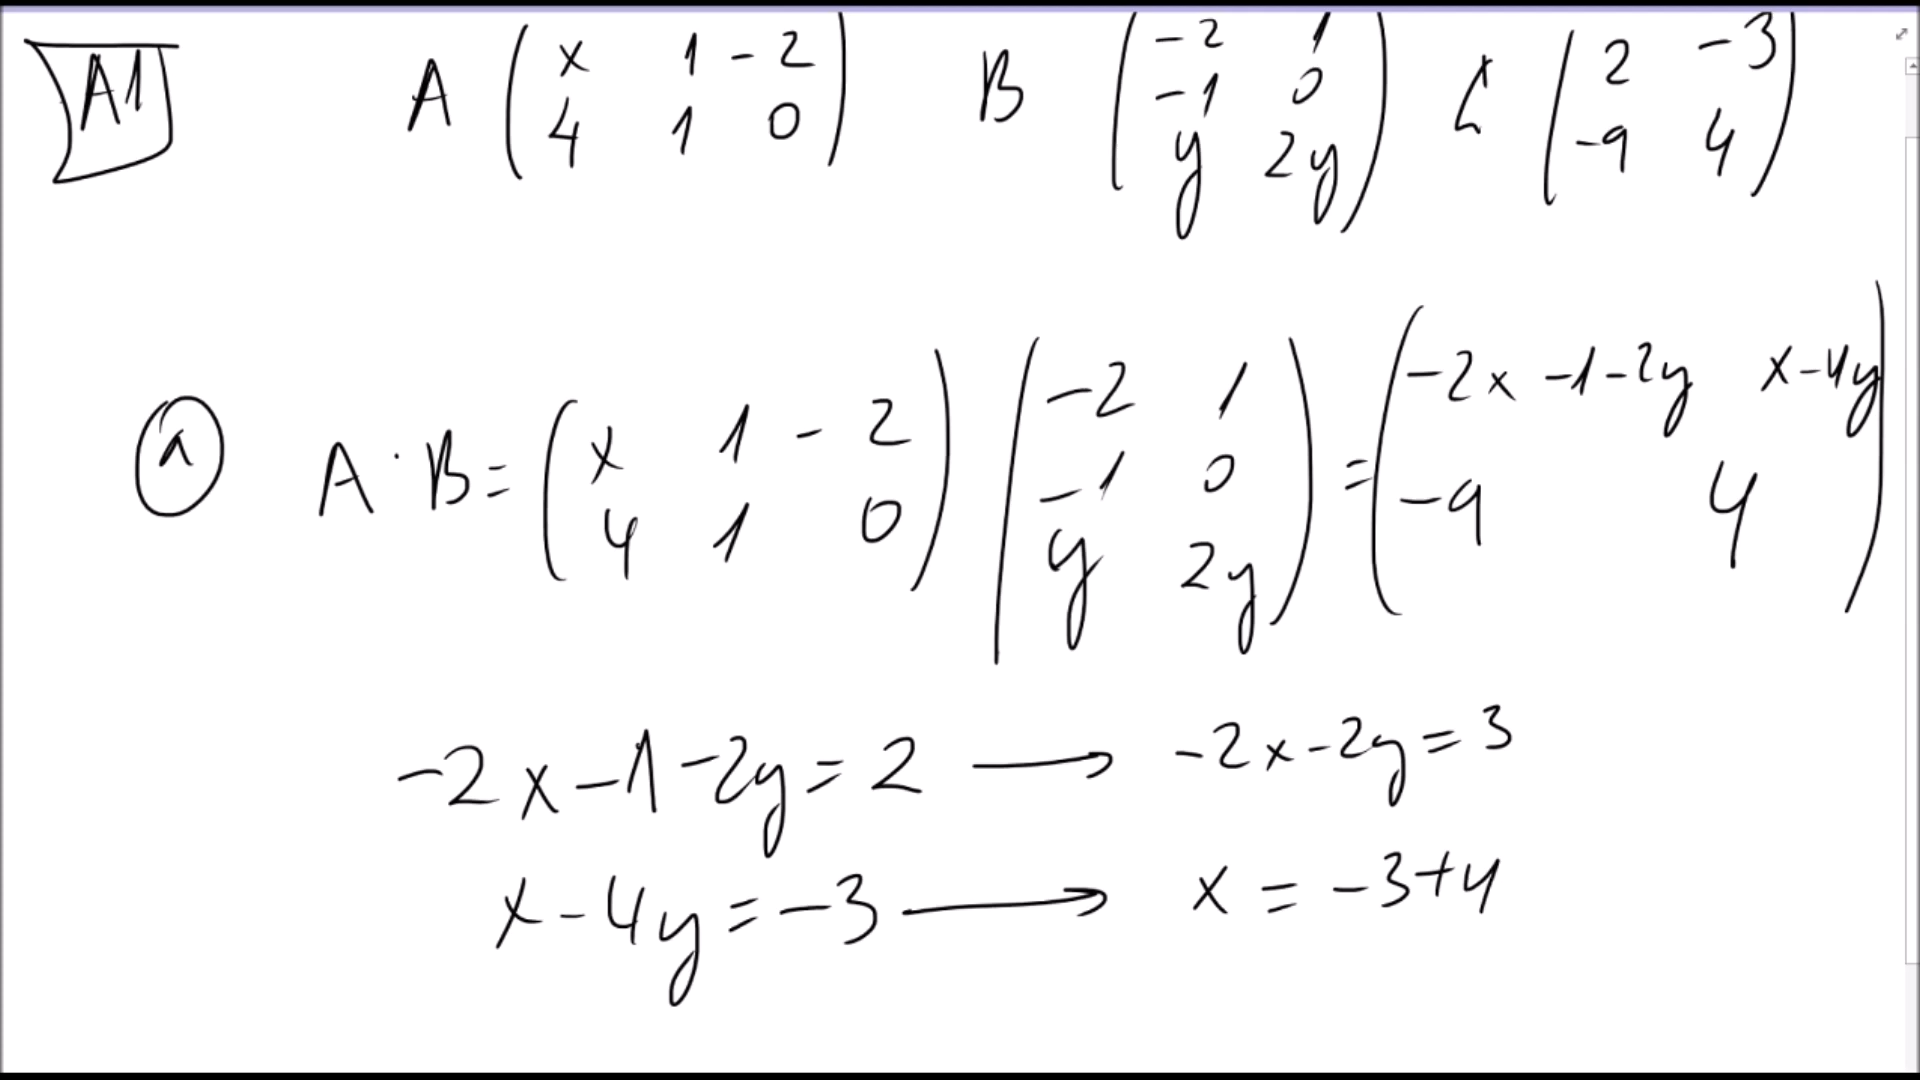 A1 A ( x 1 -2 ; 4 1 0 ) B ( -2 1 ; -1 0 ; y 2y ) C ( 2 -3 ; -9 4 )
a A · B = ( x 1 -2 ; 4 1 0 ) ( -2 1 ; -1 0 ; y 2y ) = ( -2x -1 -2y x-4y ; -9 4 )
-2x-1-2y=2 → -2x-2y=3
x-4y=-3 → x = -3+4